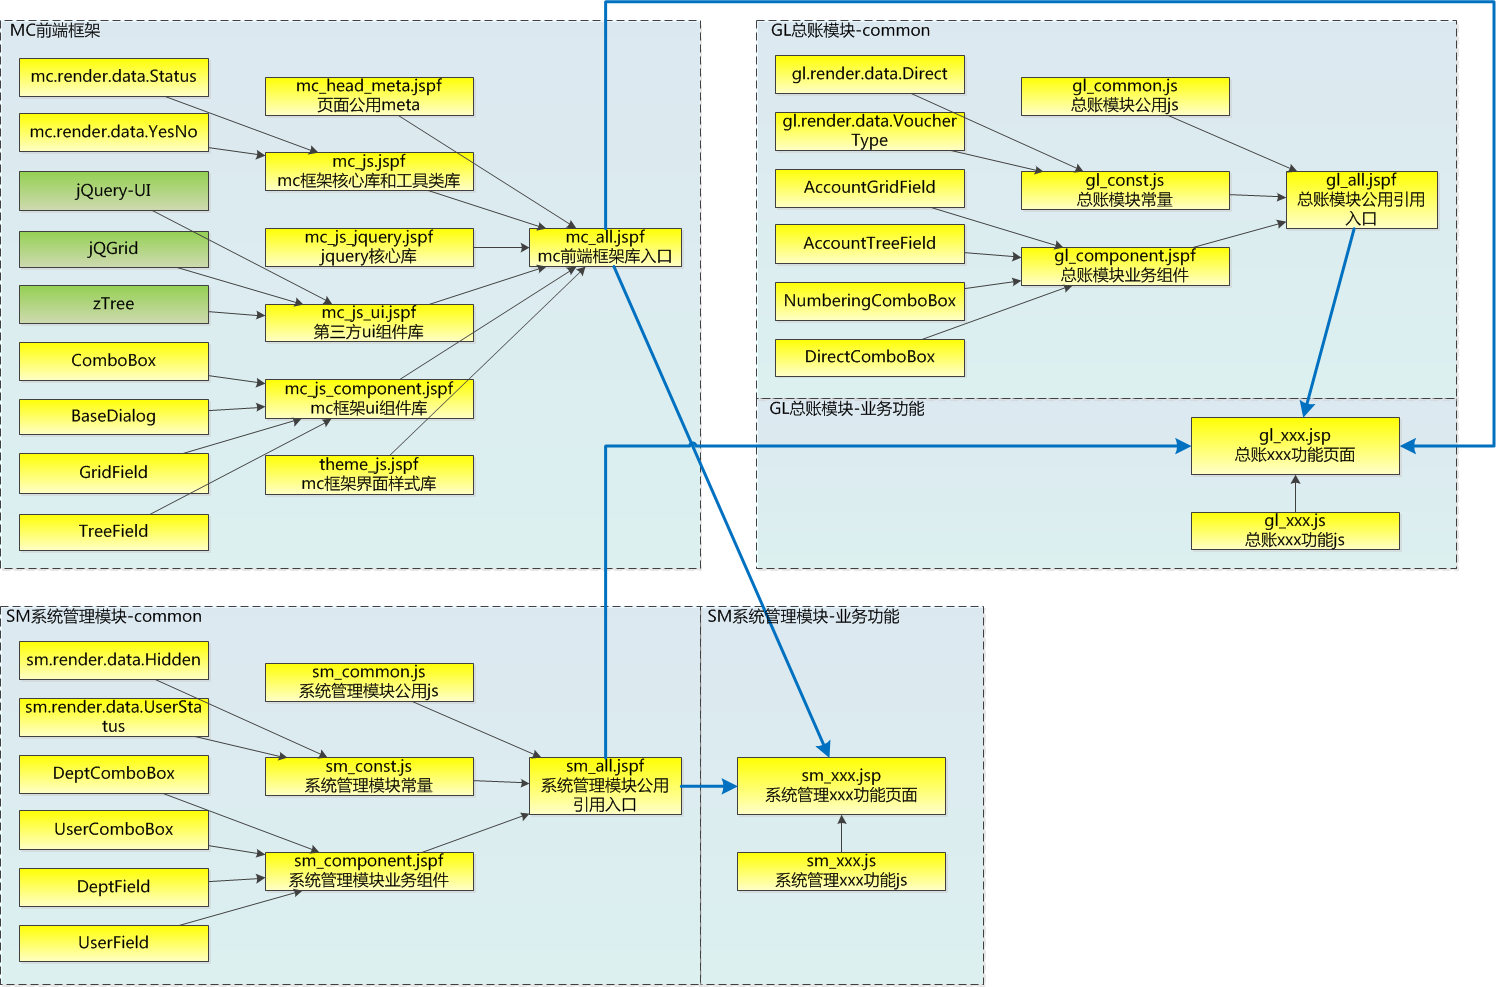 MC前端框架
mc.render.data.Status
mc.render.data.YesNo
jQuery-UI
jQGrid
zTree
ComboBox
BaseDialog
GridField
TreeField
mc_head_meta.jspf
页面公用meta
mc_js.jspf
mc框架核心库和工具类库
mc_js_jquery.jspf
jquery核心库
mc_js_ui.jspf
第三方ui组件库
mc_js_component.jspf
mc框架ui组件库
theme_js.jspf
mc框架界面样式库
mc_all.jspf
mc前端框架库入口
GL总账模块-common
gl.render.data.Direct
gl.render.data.Voucher
Type
AccountGridField
AccountTreeField
NumberingComboBox
DirectComboBox
gl_common.js
总账模块公用js
gl_const.js
总账模块常量
gl_component.jspf
总账模块业务组件
gl_all.jspf
总账模块公用引用
入口
GL总账模块-业务功能
gl_xxx.jsp
总账xxx功能页面
gl_xxx.js
总账xxx功能js
SM系统管理模块-common
sm.render.data.Hidden
sm.render.data.UserSta
tus
DeptComboBox
UserComboBox
DeptField
UserField
sm_common.js
系统管理模块公用js
sm_const.js
系统管理模块常量
sm_component.jspf
系统管理模块业务组件
sm_all.jspf
系统管理模块公用
引用入口
SM系统管理模块-业务功能
sm_xxx.jsp
系统管理xxx功能页面
sm_xxx.js
系统管理xxx功能js